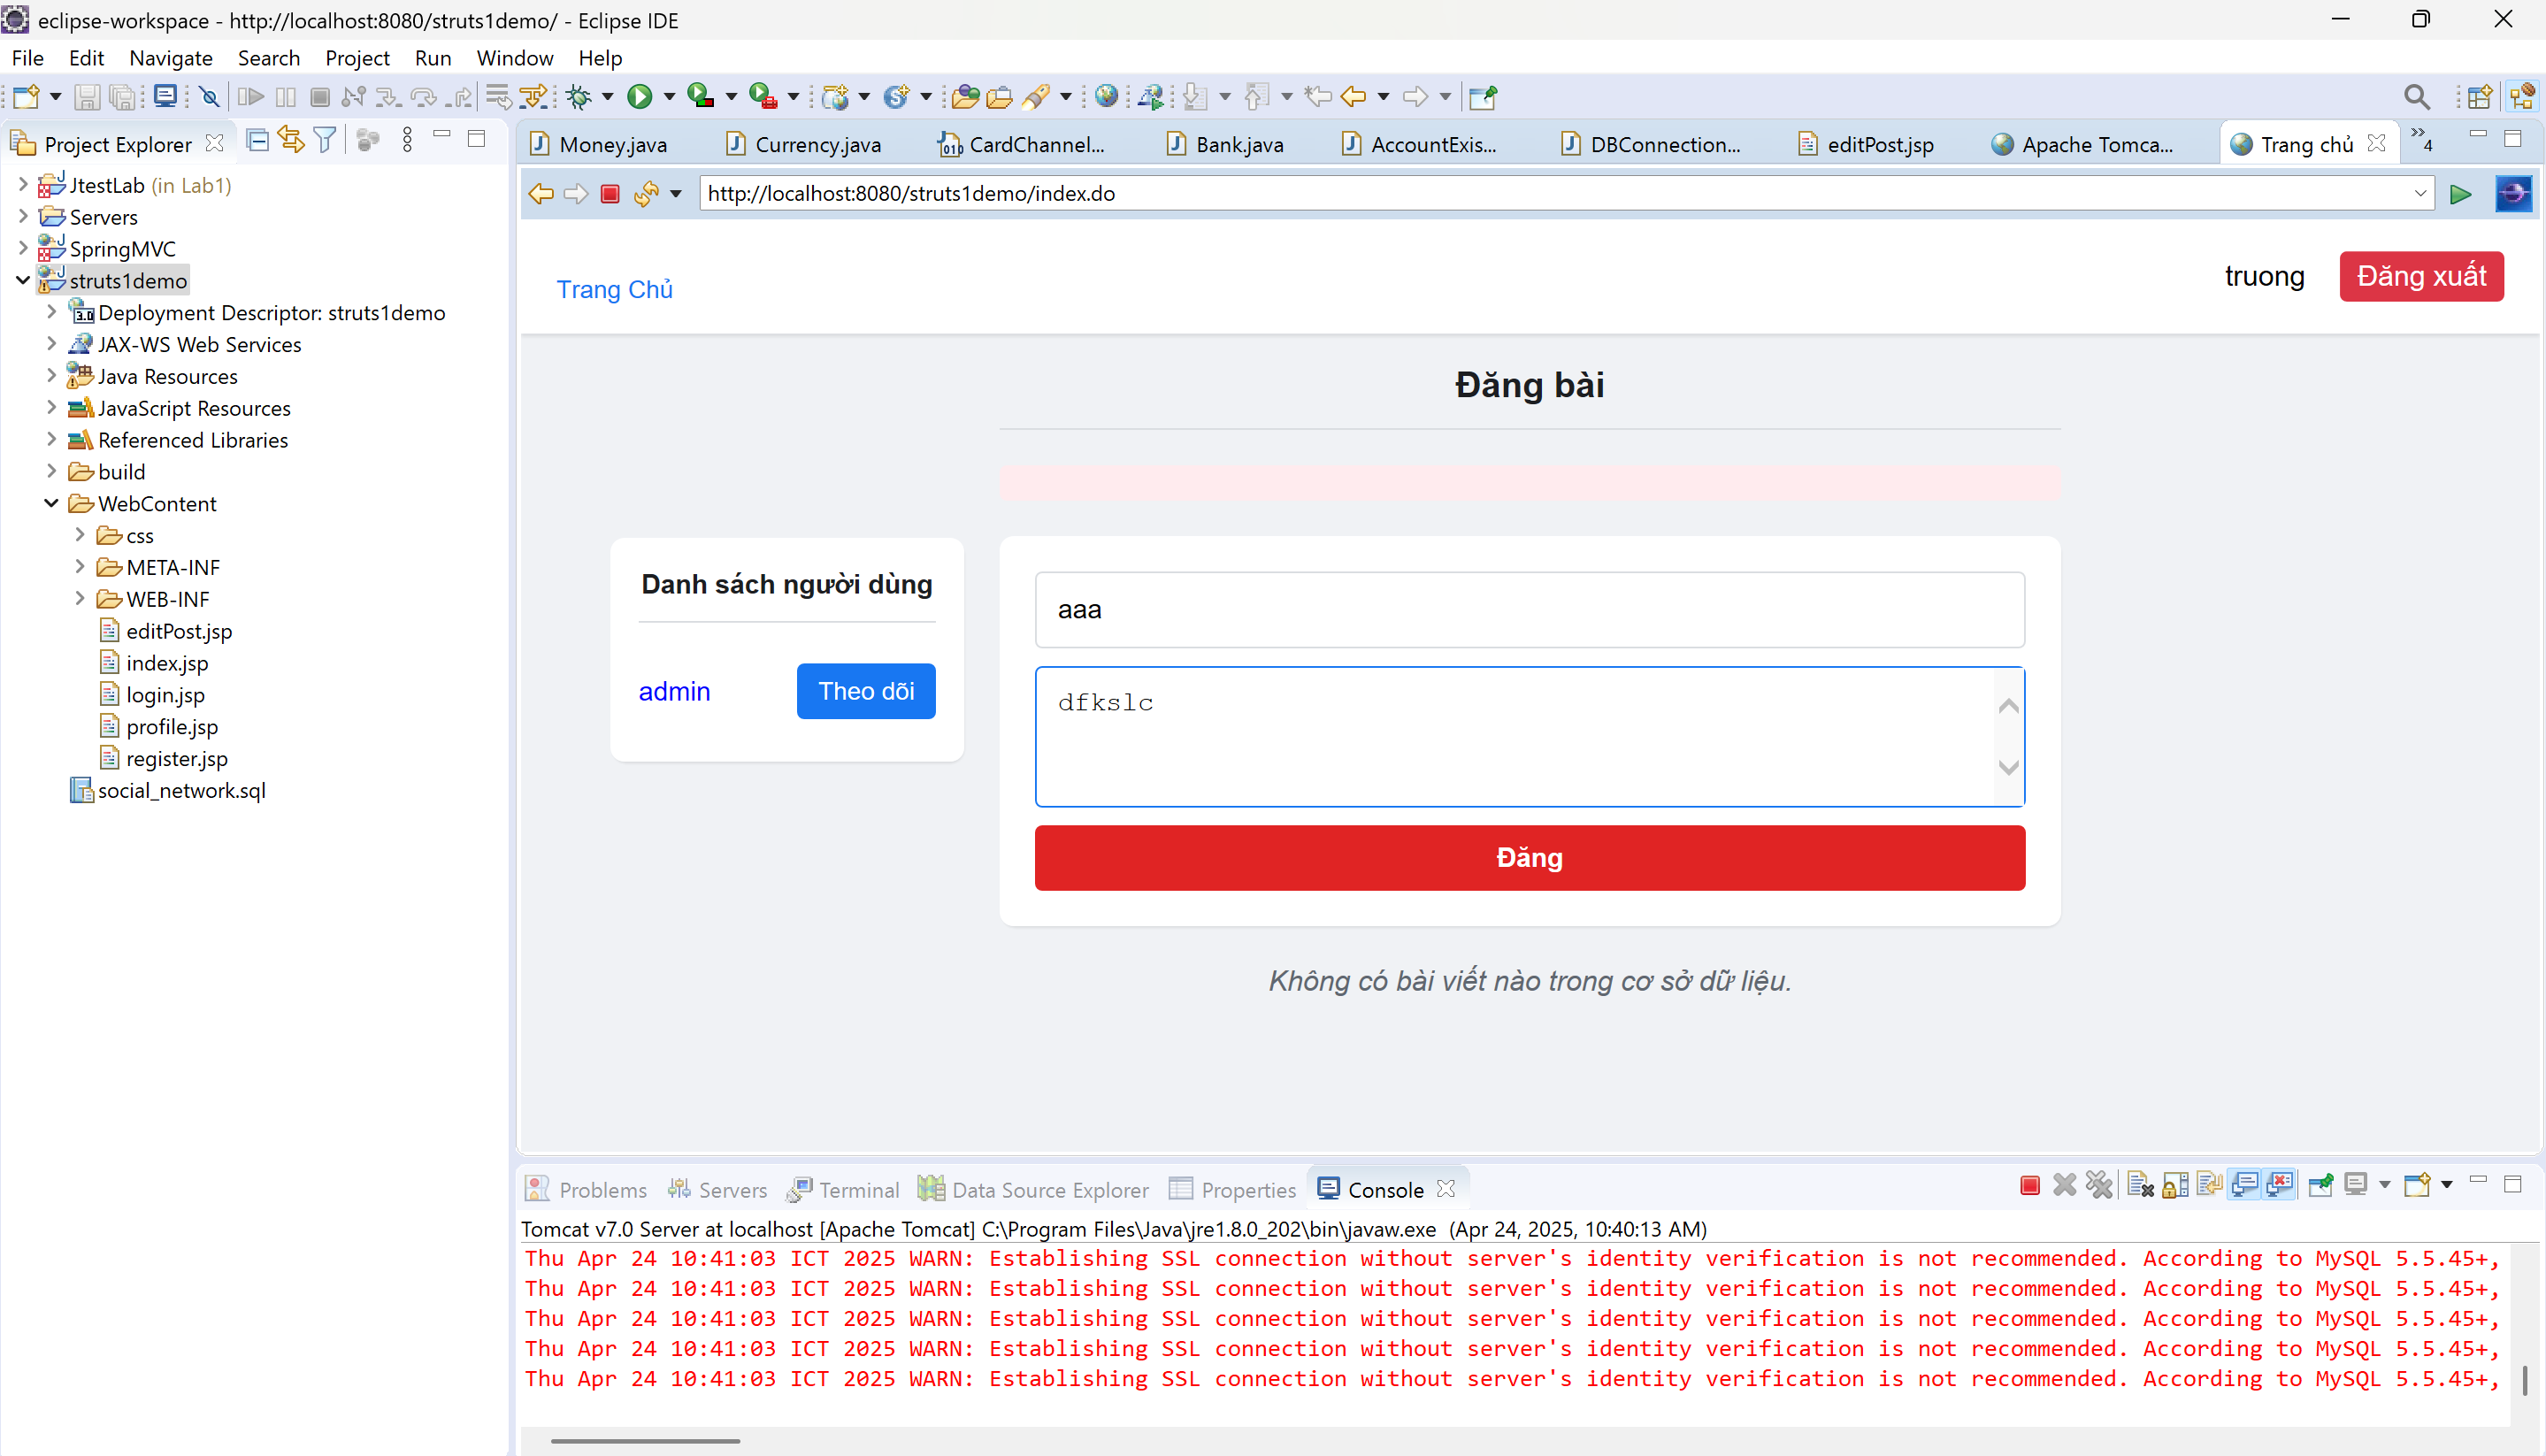 eclipse-workspace - http://localhost:8080/struts1demo/ - Eclipse IDE
File Edit Navigate Search Project Run Window Help
Project Explorer
JtestLab (in Lab1)
Servers
SpringMVC
struts1demo
Deployment Descriptor: struts1demo
JAX-WS Web Services
Java Resources
JavaScript Resources
Referenced Libraries
build
WebContent
css
META-INF
WEB-INF
editPost.jsp
index.jsp
login.jsp
profile.jsp
register.jsp
social_network.sql
Money.java Currency.java CardChannel... Bank.java AccountExis... DBConnection... editPost.jsp Apache Tomca... Trang chủ 4
http://localhost:8080/struts1demo/index.do
Trang Chủ
truong
Đăng xuất
Đăng bài
Danh sách người dùng
admin
Theo dõi
aaa
dfkslc
Đăng
Không có bài viết nào trong cơ sở dữ liệu.
Problems Servers Terminal Data Source Explorer Properties Console
Tomcat v7.0 Server at localhost [Apache Tomcat] C:\Program Files\Java\jre1.8.0_202\bin\javaw.exe (Apr 24, 2025, 10:40:13 AM)
Thu Apr 24 10:41:03 ICT 2025 WARN: Establishing SSL connection without server's identity verification is not recommended. According to MySQL 5.5.45+,
Thu Apr 24 10:41:03 ICT 2025 WARN: Establishing SSL connection without server's identity verification is not recommended. According to MySQL 5.5.45+,
Thu Apr 24 10:41:03 ICT 2025 WARN: Establishing SSL connection without server's identity verification is not recommended. According to MySQL 5.5.45+,
Thu Apr 24 10:41:03 ICT 2025 WARN: Establishing SSL connection without server's identity verification is not recommended. According to MySQL 5.5.45+,
Thu Apr 24 10:41:03 ICT 2025 WARN: Establishing SSL connection without server's identity verification is not recommended. According to MySQL 5.5.45+,